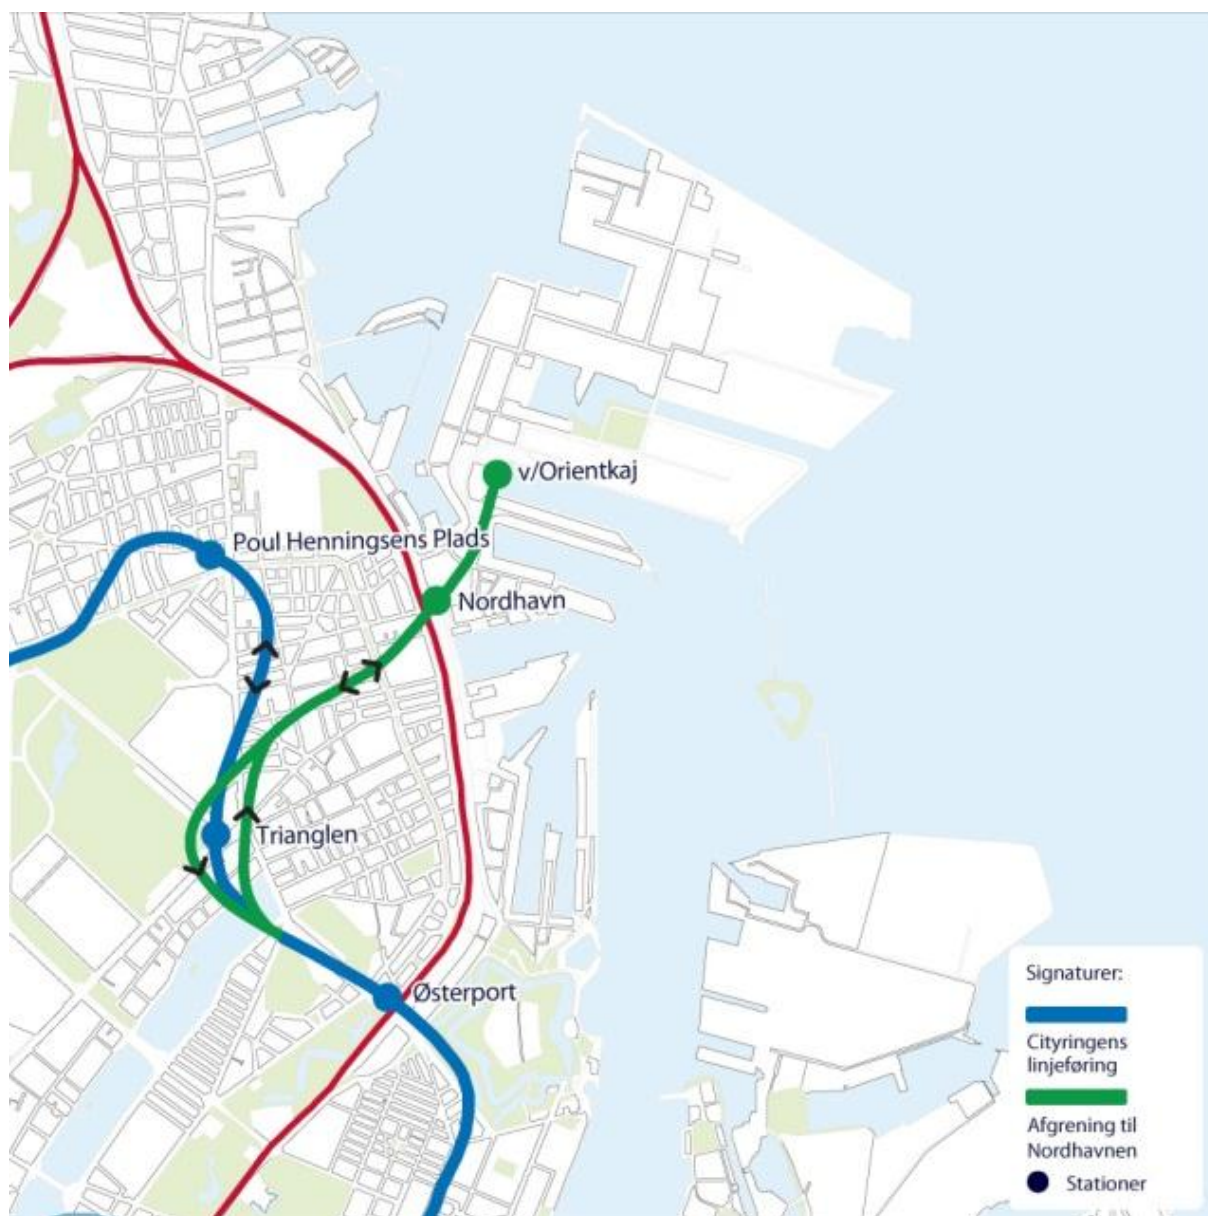 v/Orientkaj
Poul Henningsens Plads
Nordhavn
Trianglen
Østerport
Signaturer:
Cityringens
linjeføring
Afgrening til
Nordhavnen
Stationer